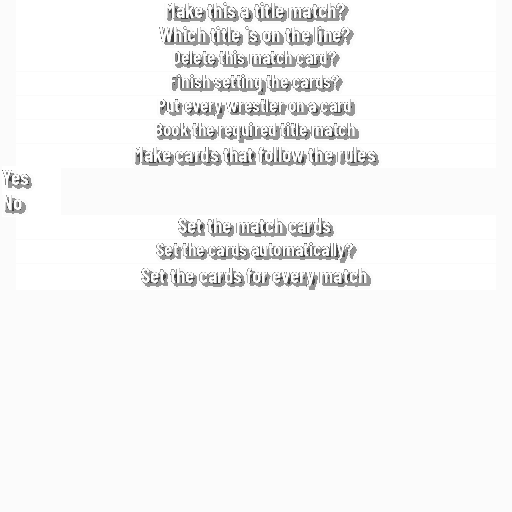 Make this a title match?
Which title is on the line?
Delete this match card?
Finish setting the cards?
Put every wrestler on a card
Book the required title match
Make cards that follow the rules
Yes
No
Set the match cards
Set the cards automatically?
Set the cards for every match